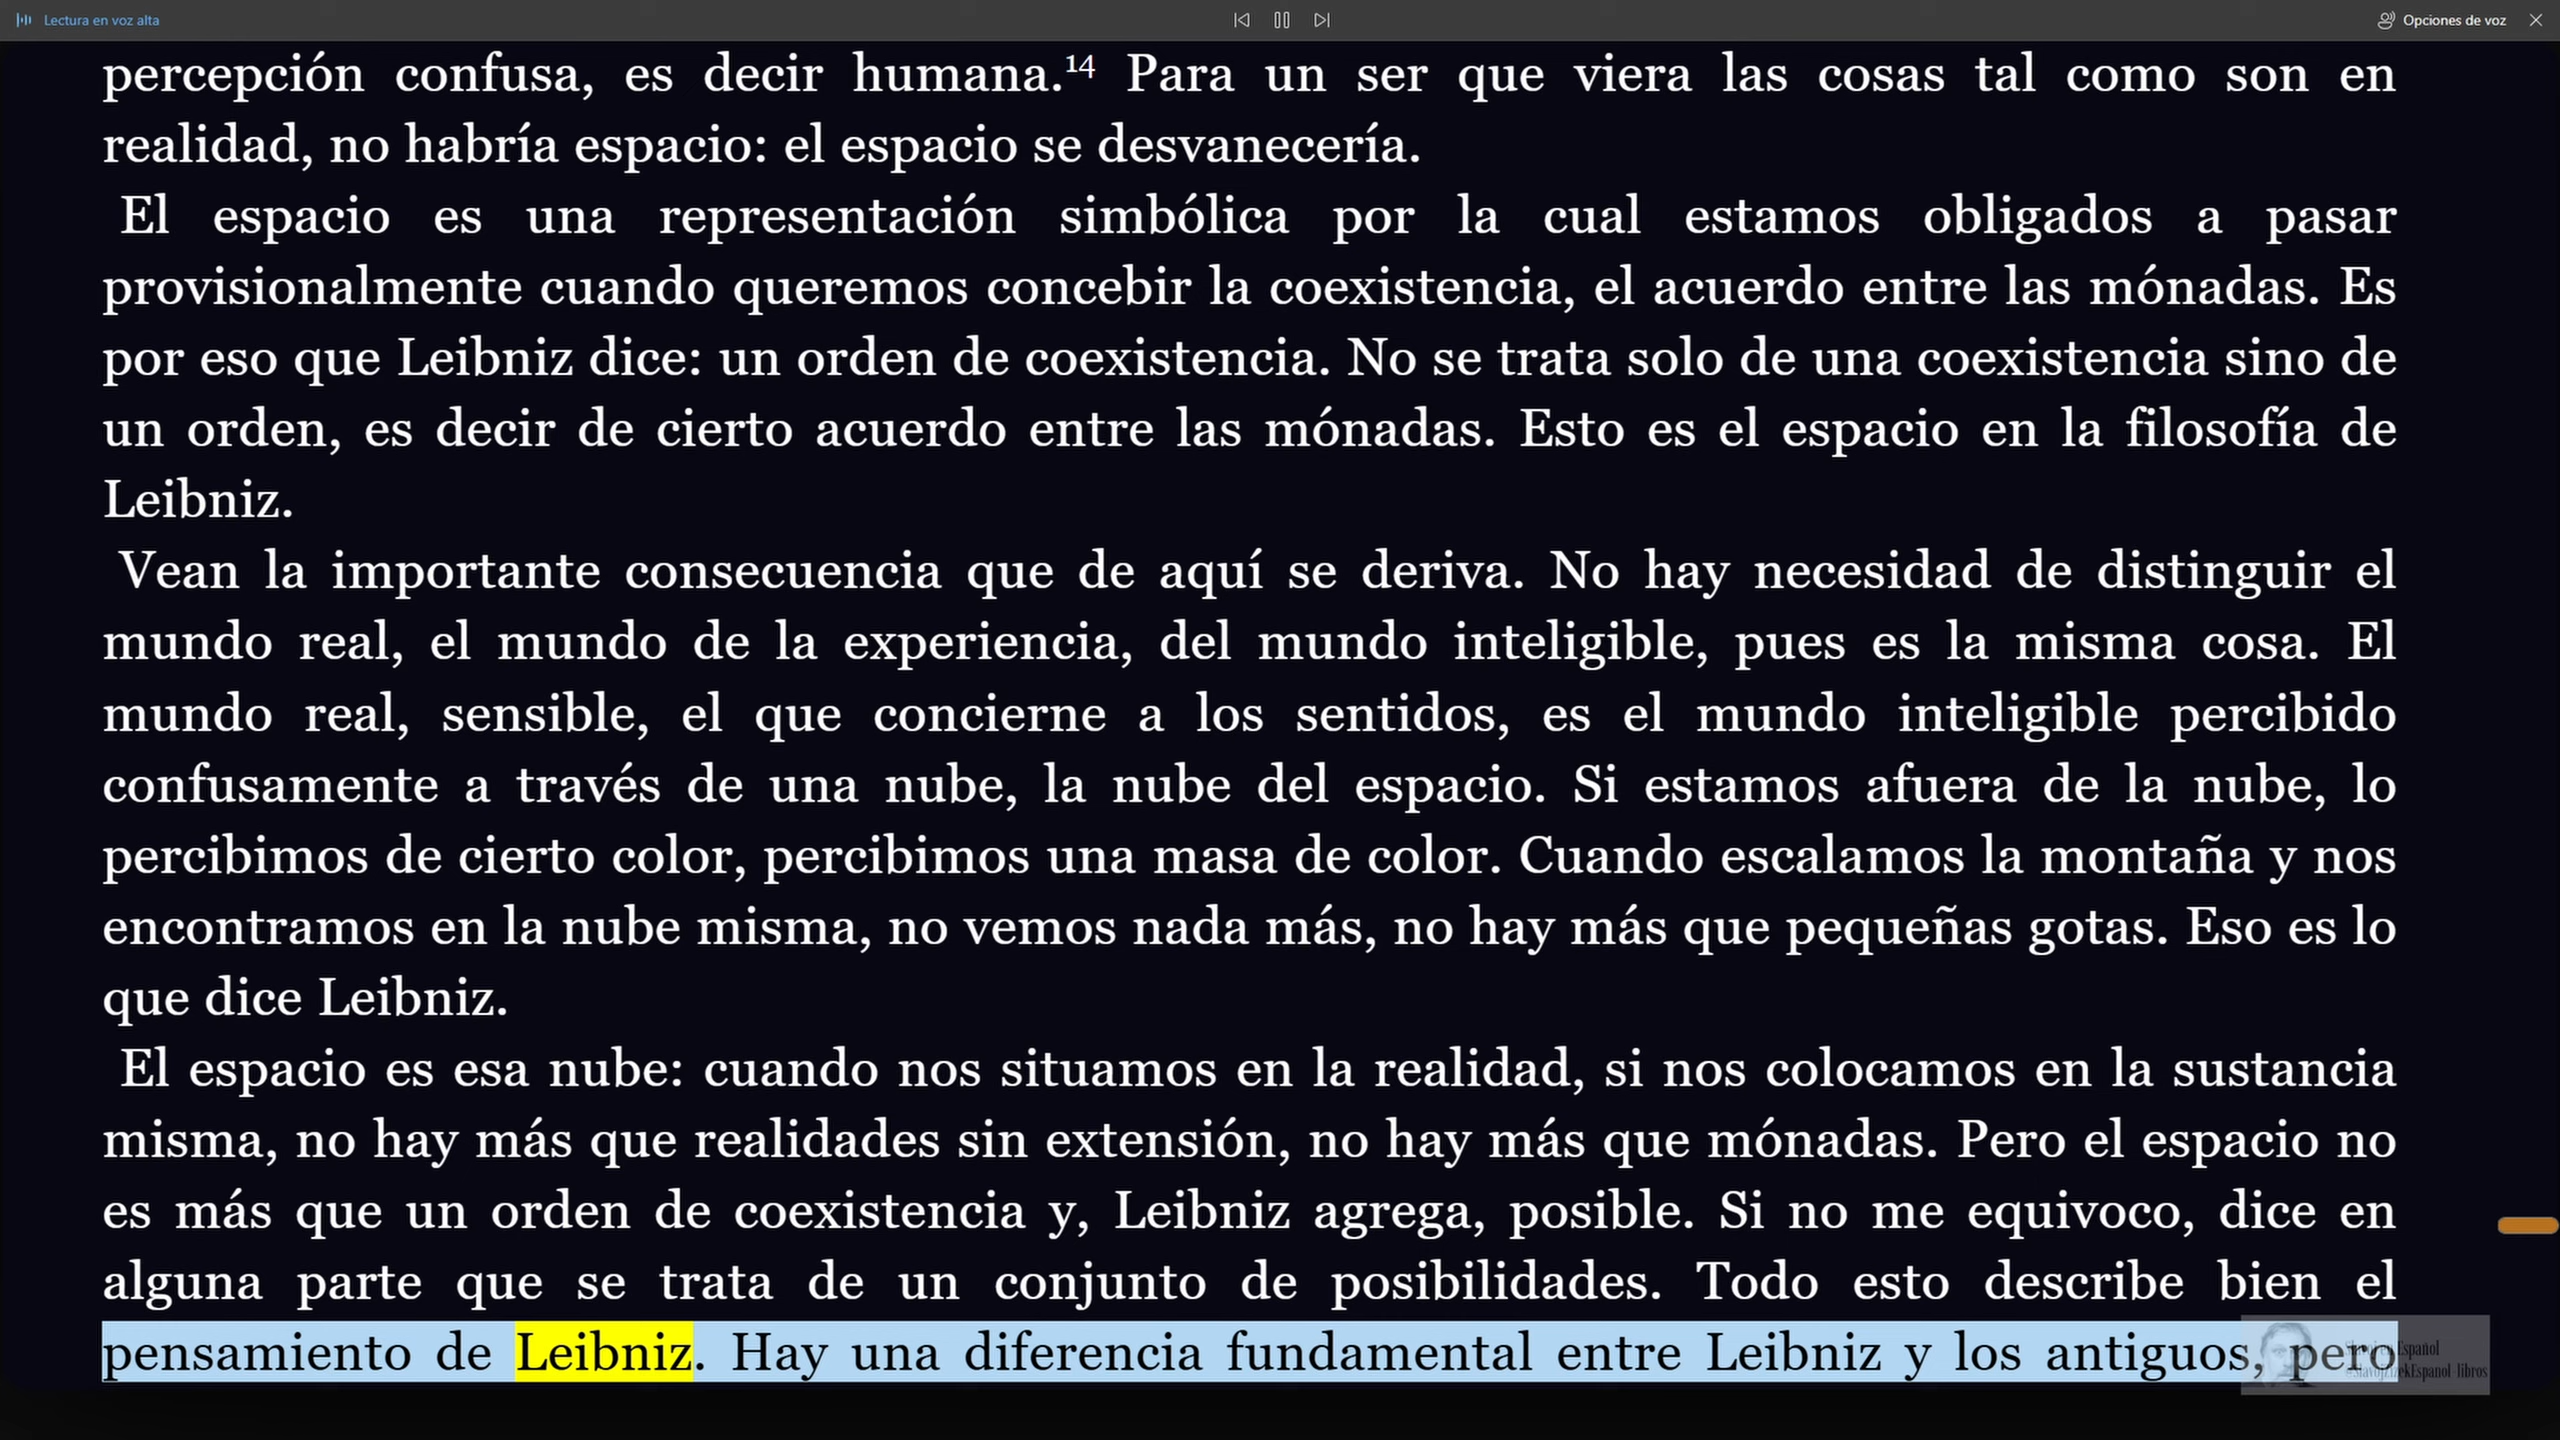 Lectura en voz alta
Opciones de voz
percepción confusa, es decir humana.¹⁴ Para un ser que viera las cosas tal como son en
realidad, no habría espacio: el espacio se desvanecería.
El espacio es una representación simbólica por la cual estamos obligados a pasar
provisionalmente cuando queremos concebir la coexistencia, el acuerdo entre las mónadas. Es
por eso que Leibniz dice: un orden de coexistencia. No se trata solo de una coexistencia sino de
un orden, es decir de cierto acuerdo entre las mónadas. Esto es el espacio en la filosofía de
Leibniz.
Vean la importante consecuencia que de aquí se deriva. No hay necesidad de distinguir el
mundo real, el mundo de la experiencia, del mundo inteligible, pues es la misma cosa. El
mundo real, sensible, el que concierne a los sentidos, es el mundo inteligible percibido
confusamente a través de una nube, la nube del espacio. Si estamos afuera de la nube, lo
percibimos de cierto color, percibimos una masa de color. Cuando escalamos la montaña y nos
encontramos en la nube misma, no vemos nada más, no hay más que pequeñas gotas. Eso es lo
que dice Leibniz.
El espacio es esa nube: cuando nos situamos en la realidad, si nos colocamos en la sustancia
misma, no hay más que realidades sin extensión, no hay más que mónadas. Pero el espacio no
es más que un orden de coexistencia y, Leibniz agrega, posible. Si no me equivoco, dice en
alguna parte que se trata de un conjunto de posibilidades. Todo esto describe bien el
pensamiento de Leibniz. Hay una diferencia fundamental entre Leibniz y los antiguos, pero
Español